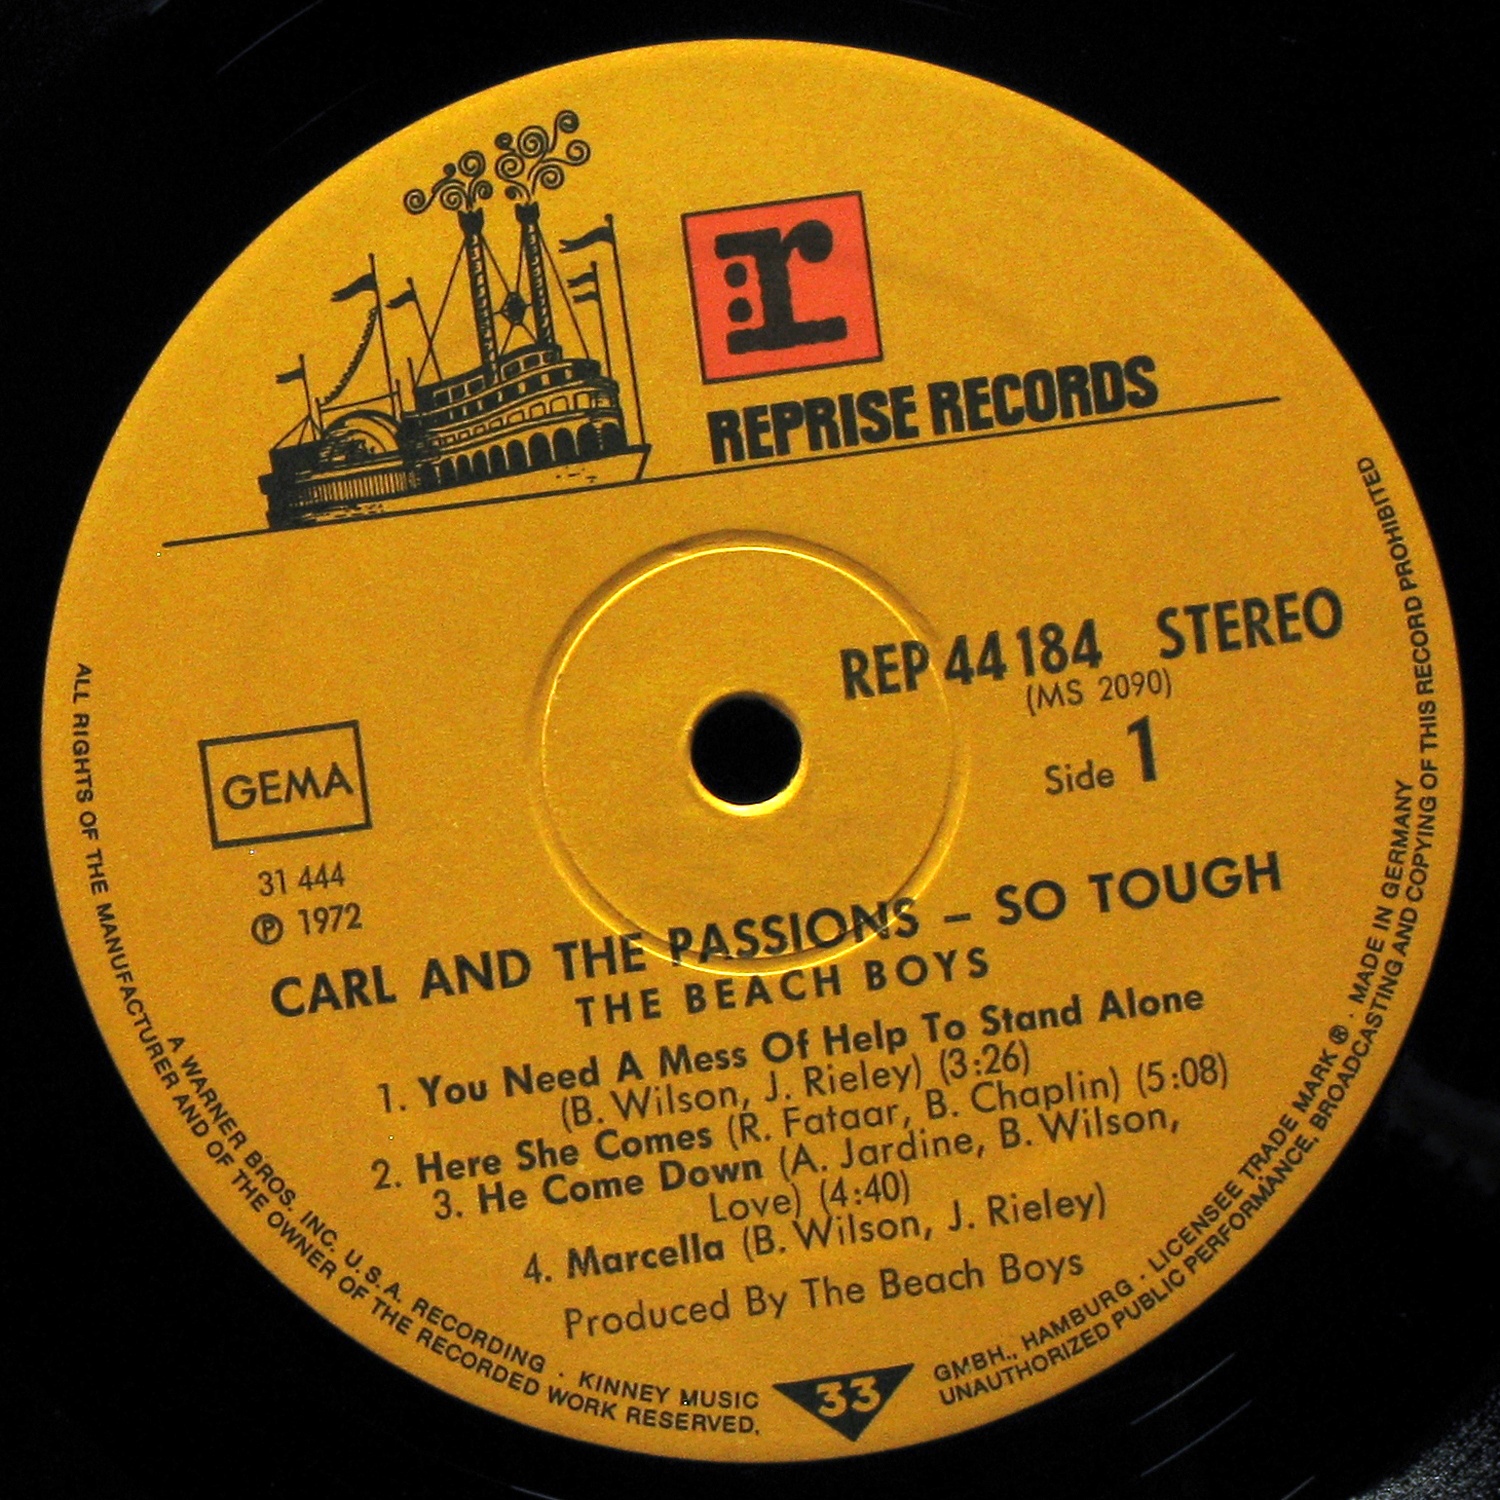 r
REPRISE RECORDS
REP 44 184 STEREO
(MS 2090)
Side 1
GEMA
31 444
Ⓟ 1972
CARL AND THE PASSIONS – SO TOUGH
THE BEACH BOYS
1. You Need A Mess Of Help To Stand Alone
(B. Wilson, J. Rieley) (3:26)
2. Here She Comes (R. Fataar, B. Chaplin) (5:08)
3. He Come Down (A. Jardine, B. Wilson,
Love) (4:40)
4. Marcella (B. Wilson, J. Rieley)
Produced By The Beach Boys
33
A WARNER BROS. INC. U.S.A. RECORDING · KINNEY MUSIC GMBH., HAMBURG · LICENSEE TRADE MARK ® · MADE IN GERMANY
ALL RIGHTS OF THE MANUFACTURER AND OF THE OWNER OF THE RECORDED WORK RESERVED, UNAUTHORIZED PUBLIC PERFORMANCE, BROADCASTING AND COPYING OF THIS RECORD PROHIBITED